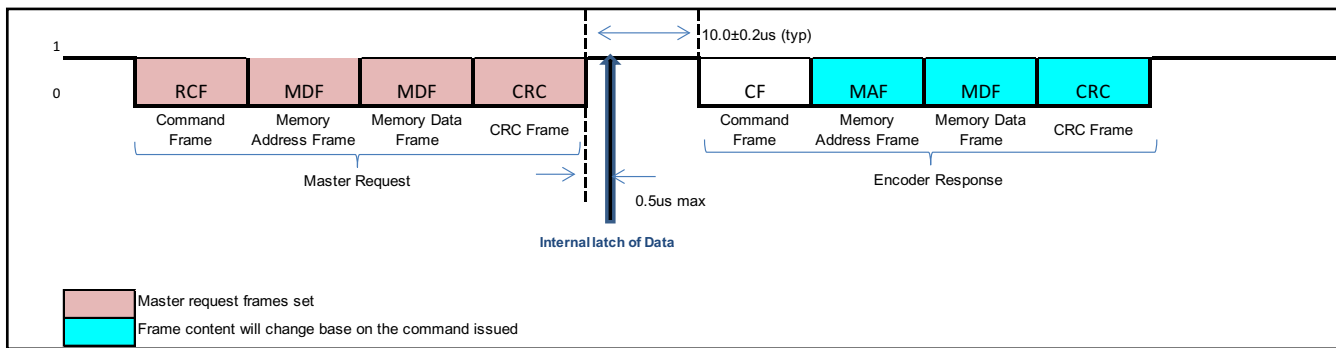 10.0±0.2us (typ)
1
0
RCF
MDF
MDF
CRC
CF
MAF
MDF
CRC
Command
Frame
Memory
Address Frame
Memory Data
Frame
CRC Frame
Command
Frame
Memory
Address Frame
Memory Data
Frame
CRC Frame
Master Request
Encoder Response
0.5us max
Internal latch of Data
Master request frames set
Frame content will change base on the command issued